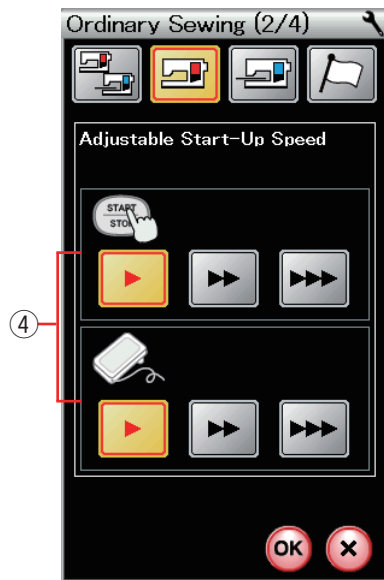 Ordinary Sewing (2/4)
Adjustable Start-Up Speed
START
STOP
④
OK